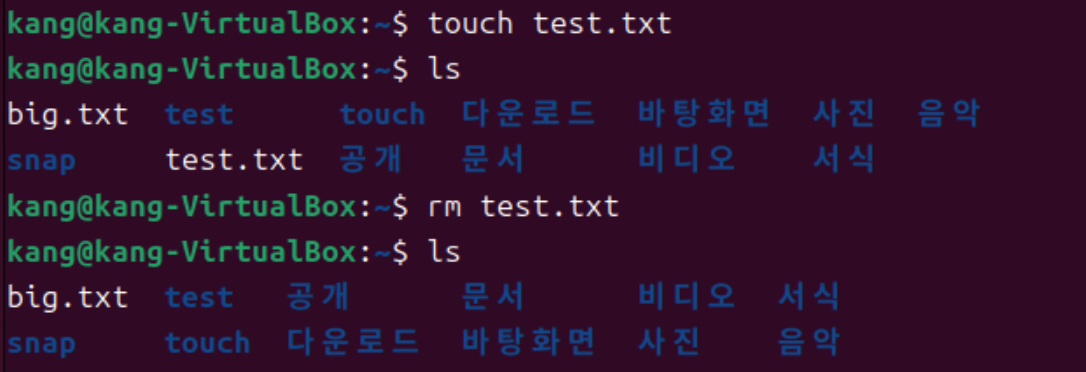 kang@kang-VirtualBox:~$ touch test.txt
kang@kang-VirtualBox:~$ ls
big.txt test touch 다운로드 바탕화면 사진 음악
snap test.txt 공개 문서 비디오 서식
kang@kang-VirtualBox:~$ rm test.txt
kang@kang-VirtualBox:~$ ls
big.txt test 공개 문서 비디오 서식
snap touch 다운로드 바탕화면 사진 음악